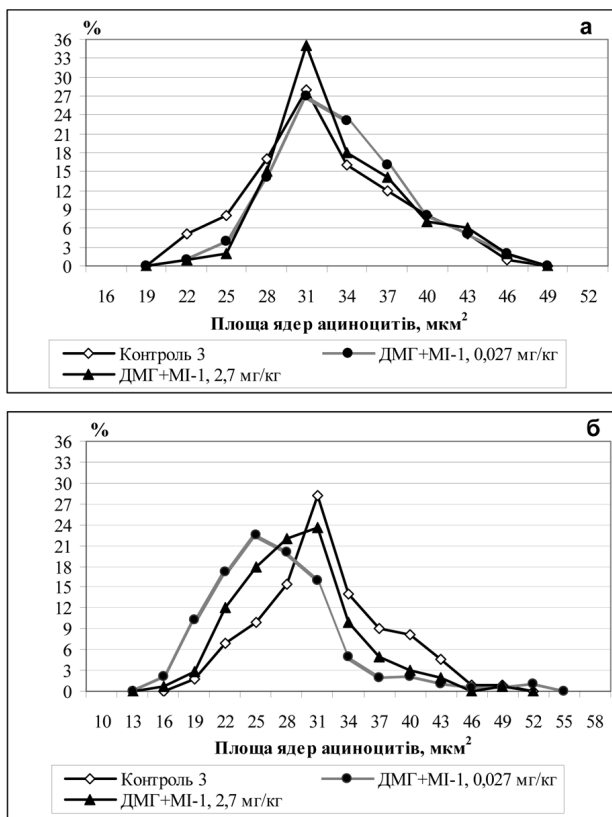 % а
36
33
30
27
24
21
18
15
12
9
6
3
0
16 19 22 25 28 31 34 37 40 43 46 49 52
Площа ядер ациноцитів, мкм²
Контроль 3 ДМГ+МІ-1, 0,027 мг/кг
ДМГ+МІ-1, 2,7 мг/кг
% б
36
33
30
27
24
21
18
15
12
9
6
3
0
10 13 16 19 22 25 28 31 34 37 40 43 46 49 52 55 58
Площа ядер ациноцитів, мкм²
Контроль 3 ДМГ+МІ-1, 0,027 мг/кг
ДМГ+МІ-1, 2,7 мг/кг